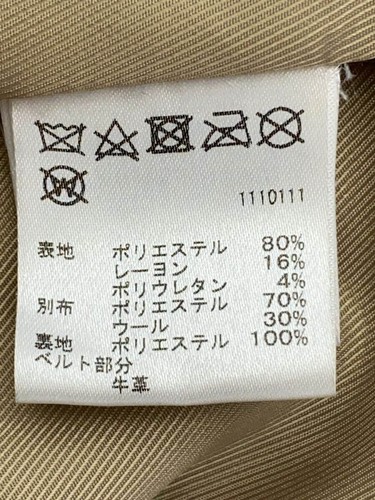 W
1110111
表地 ポリエステル 80%
レーヨン 16%
ポリウレタン 4%
別布 ポリエステル 70%
ウール 30%
裏地 ポリエステル 100%
ベルト部分
牛革